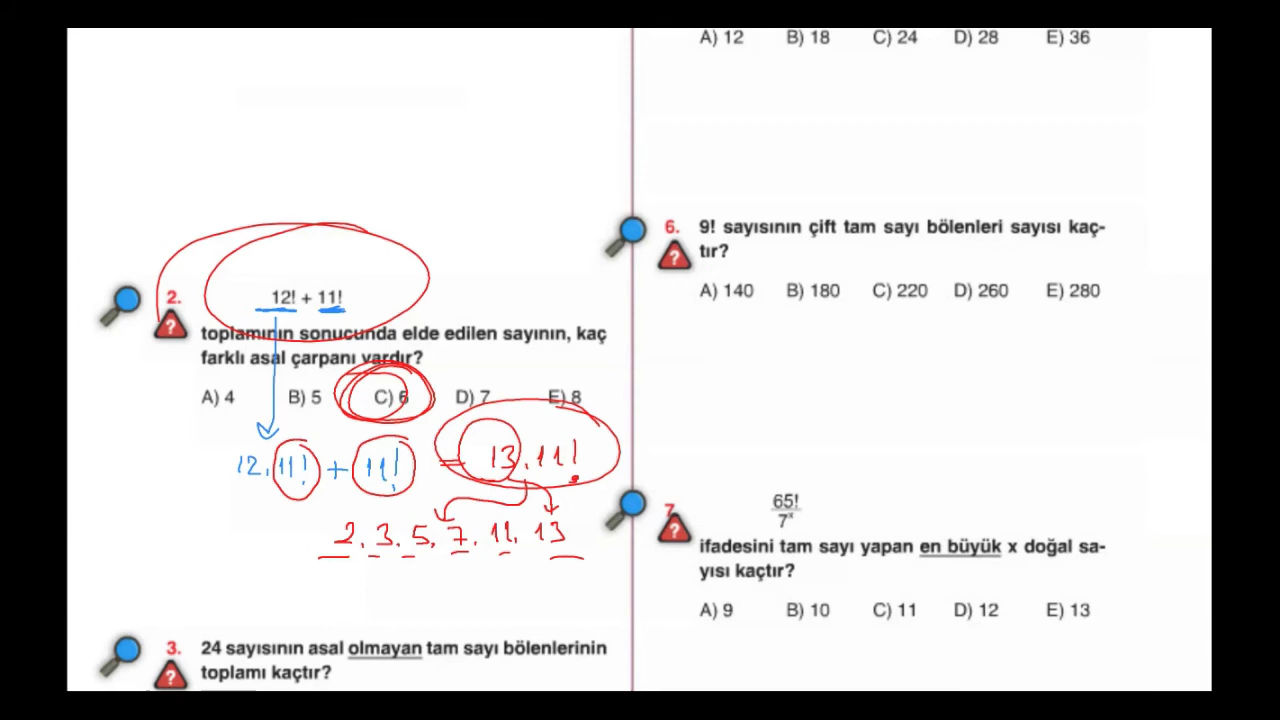 2.
12! + 11!
toplamının sonucunda elde edilen sayının, kaç
farklı asal çarpanı vardır?
A) 4 B) 5 C) 6 D) 7 E) 8
12.11! + 11! = 13.11!
2. 3. 5. 7. 11. 13
3. 24 sayısının asal olmayan tam sayı bölenlerinin
toplamı kaçtır?
A) 12 B) 18 C) 24 D) 28 E) 36
6. 9! sayısının çift tam sayı bölenleri sayısı kaç-
tır?
A) 140 B) 180 C) 220 D) 260 E) 280
7.
65!
7ˣ
ifadesini tam sayı yapan en büyük x doğal sa-
yısı kaçtır?
A) 9 B) 10 C) 11 D) 12 E) 13